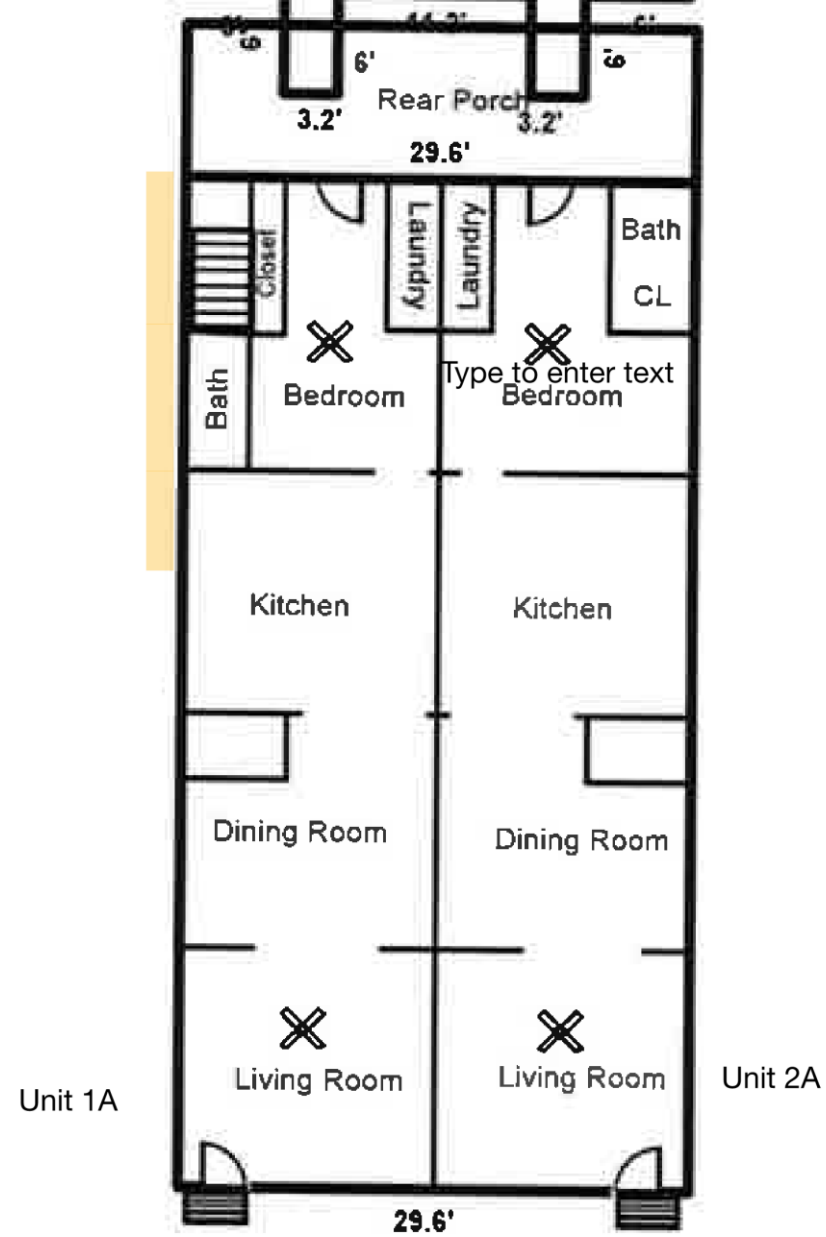 6'
6'
6'
Rear Porch
3.2'
3.2'
29.6'
Closet
Laundry
Laundry
Bath
CL
Bath
Type to enter text
Bedroom
Bedroom
Kitchen
Kitchen
Dining Room
Dining Room
Living Room
Living Room
Unit 1A
Unit 2A
29.6'